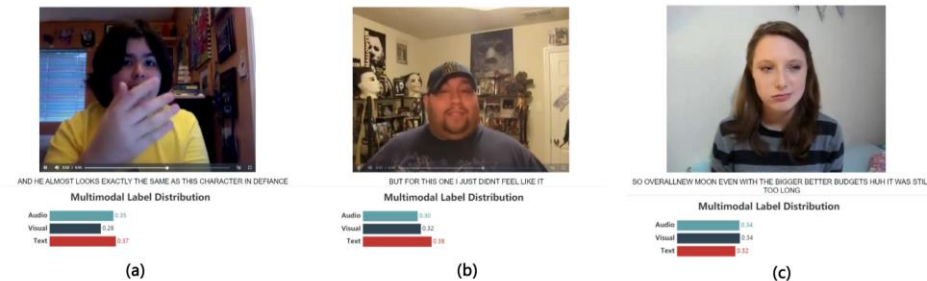 AND HE ALMOST LOOKS EXACTLY THE SAME AS THIS CHARACTER IN DEFIANCE
Multimodal Label Distribution
Audio 0.35
Visual 0.28
Text 0.37
(a)
BUT FOR THIS ONE I JUST DIDNT FEEL LIKE IT
Multimodal Label Distribution
Audio 0.30
Visual 0.32
Text 0.38
(b)
SO OVERALLNEW MOON EVEN WITH THE BIGGER BETTER BUDGETS HUH IT WAS STIL
TOO LONG
Multimodal Label Distribution
Audio 0.34
Visual 0.34
Text 0.32
(c)